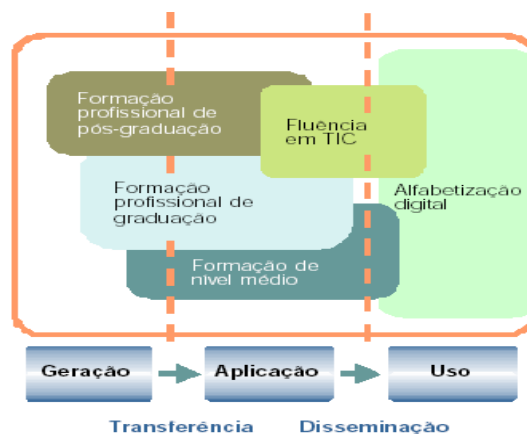 Formação
profissional de
pós-graduação
Fluência
em TIC
Formação
profissional de
graduação
Alfabetização
digital
Formação de
nível médio
Geração
Aplicação
Uso
Transferência
Disseminação